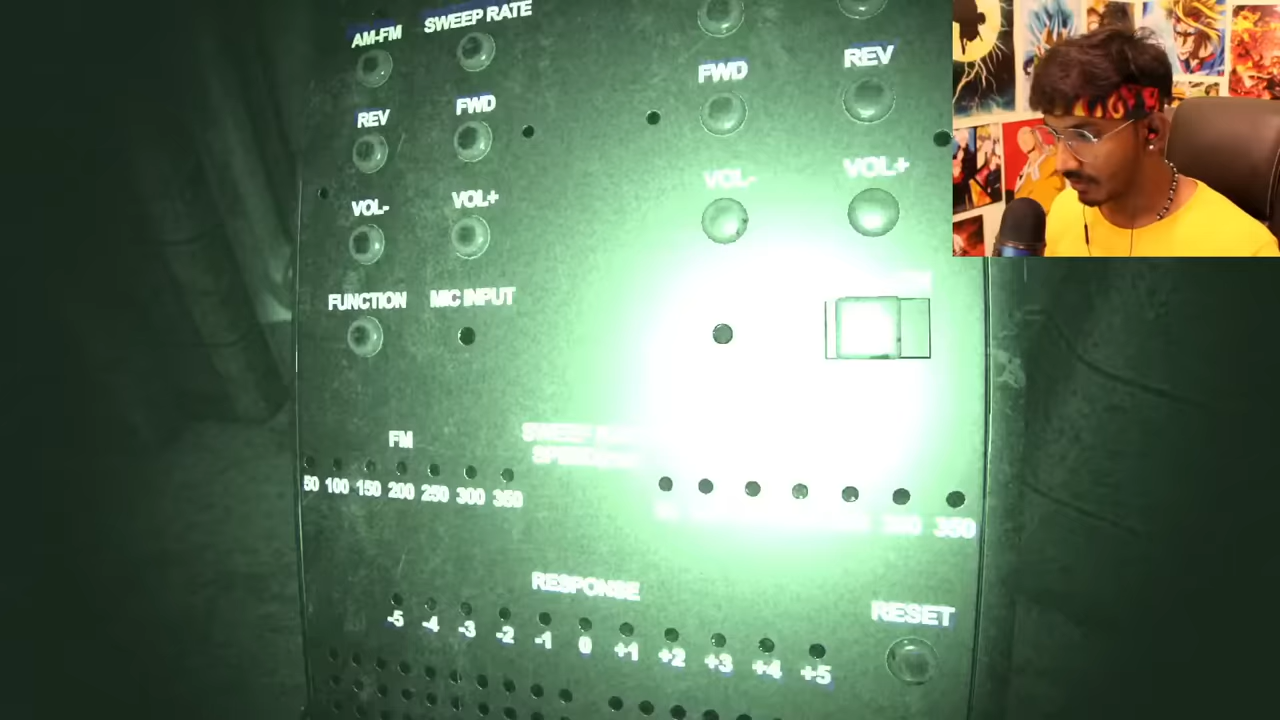 AM-FM SWEEP RATE
REV FWD
FWD REV
VOL- VOL+
VOL- VOL+
FUNCTION MIC INPUT
FM
50 100 150 200 250 300 350
350
RESPONSE
-5 -4 -3 -2 -1 0 +1 +2 +3 +4 +5
RESET